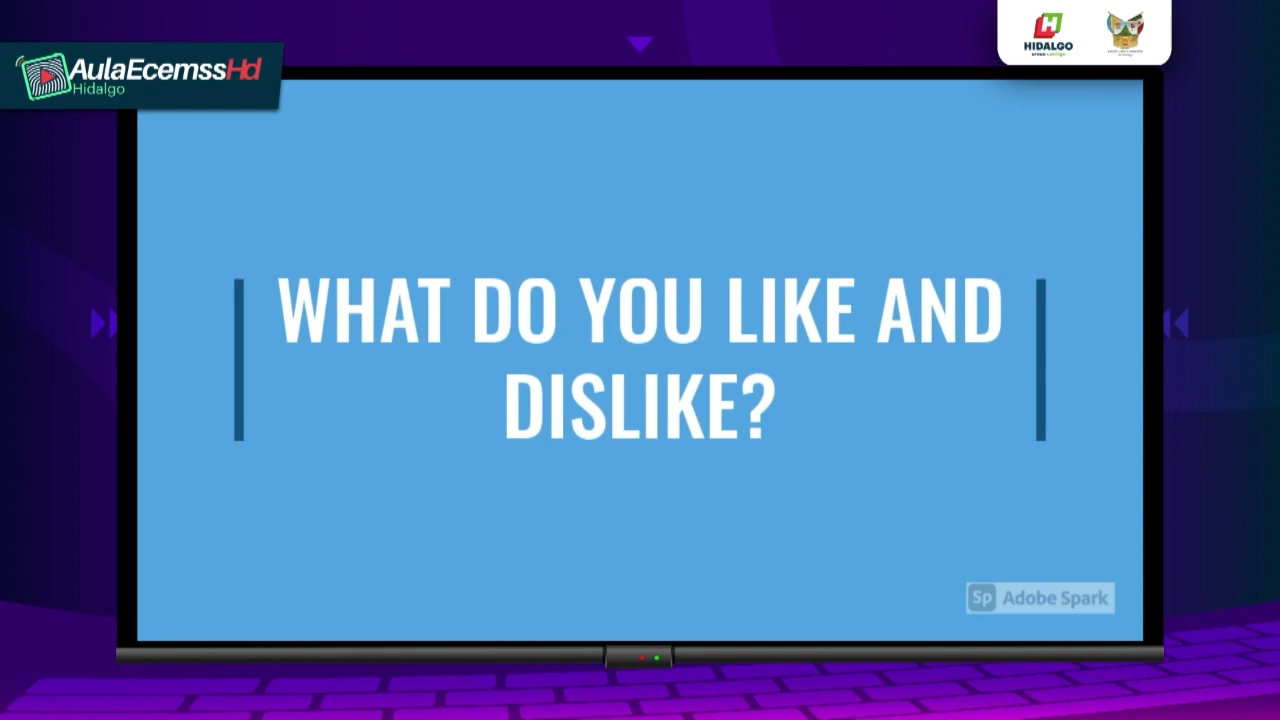 HIDALGO
AulaEcemssHd
Hidalgo
WHAT DO YOU LIKE AND
DISLIKE?
Sp Adobe Spark